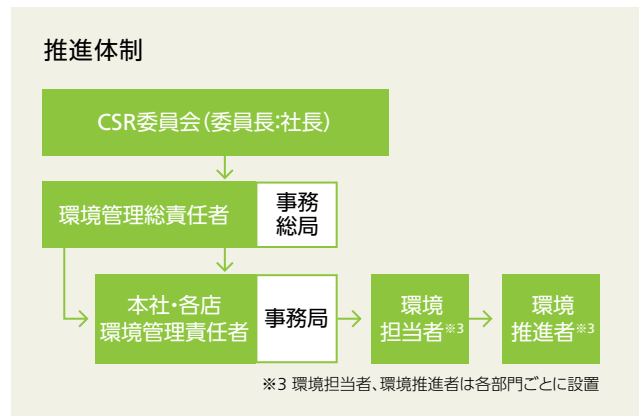 推進体制
CSR委員会(委員長:社長)
環境管理総責任者
事務
総局
本社・各店
環境管理責任者
事務局
環境
担当者※3
環境
推進者※3
※3 環境担当者、環境推進者は各部門ごとに設置